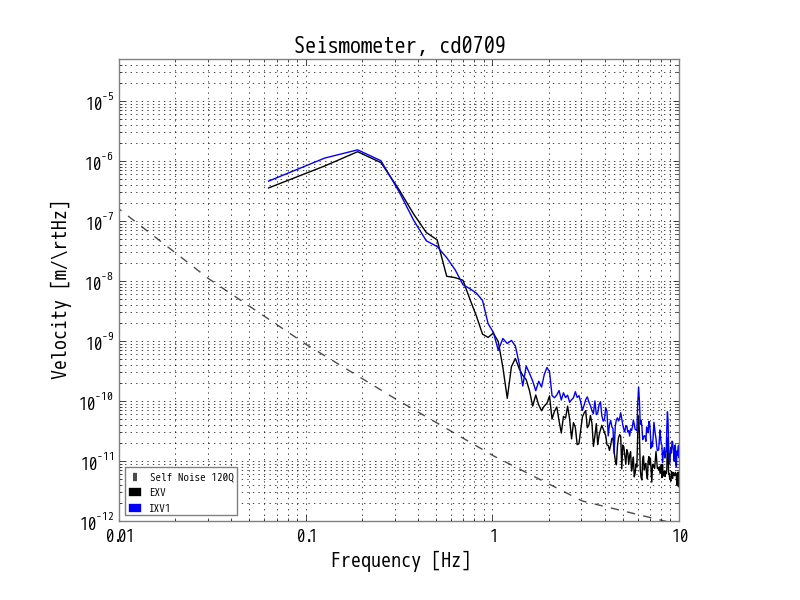 Seismometer, cd0709
Velocity [m/\rtHz]
10^-5
10^-6
10^-7
10^-8
10^-9
10^-10
10^-11
10^-12
Self Noise 120Q
EXV
IXV1
0.01
0.1
1
10
Frequency [Hz]